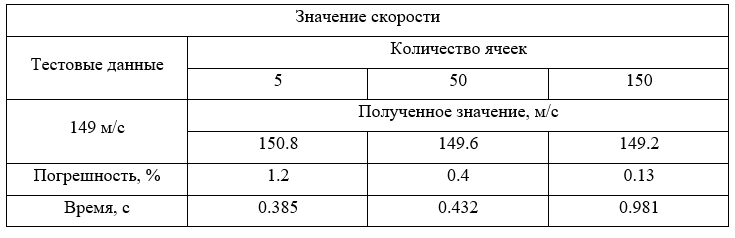 Значение скорости
Тестовые данные
Количество ячеек
5 50 150
149 м/с
Полученное значение, м/с
150.8 149.6 149.2
Погрешность, % 1.2 0.4 0.13
Время, с 0.385 0.432 0.981